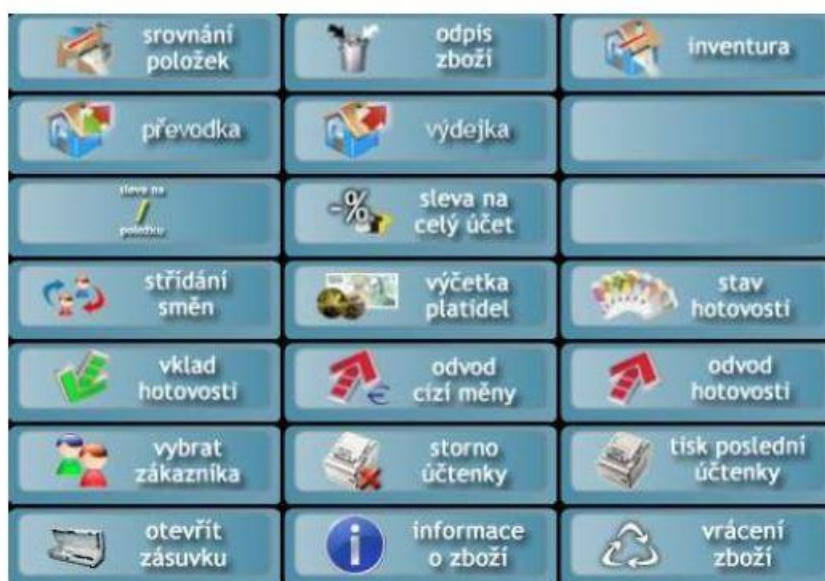 srovnání
položek
odpis
zboží
inventura
převodka
výdejka
sleva na
/
položku
-%
sleva na
celý účet
střídání
směn
výčetka
platidel
stav
hotovosti
vklad
hotovosti
odvod
cizí měny
€
odvod
hotovosti
vybrat
zákazníka
storno
účtenky
tisk poslední
účtenky
otevřít
zásuvku
i
informace
o zboží
vrácení
zboží